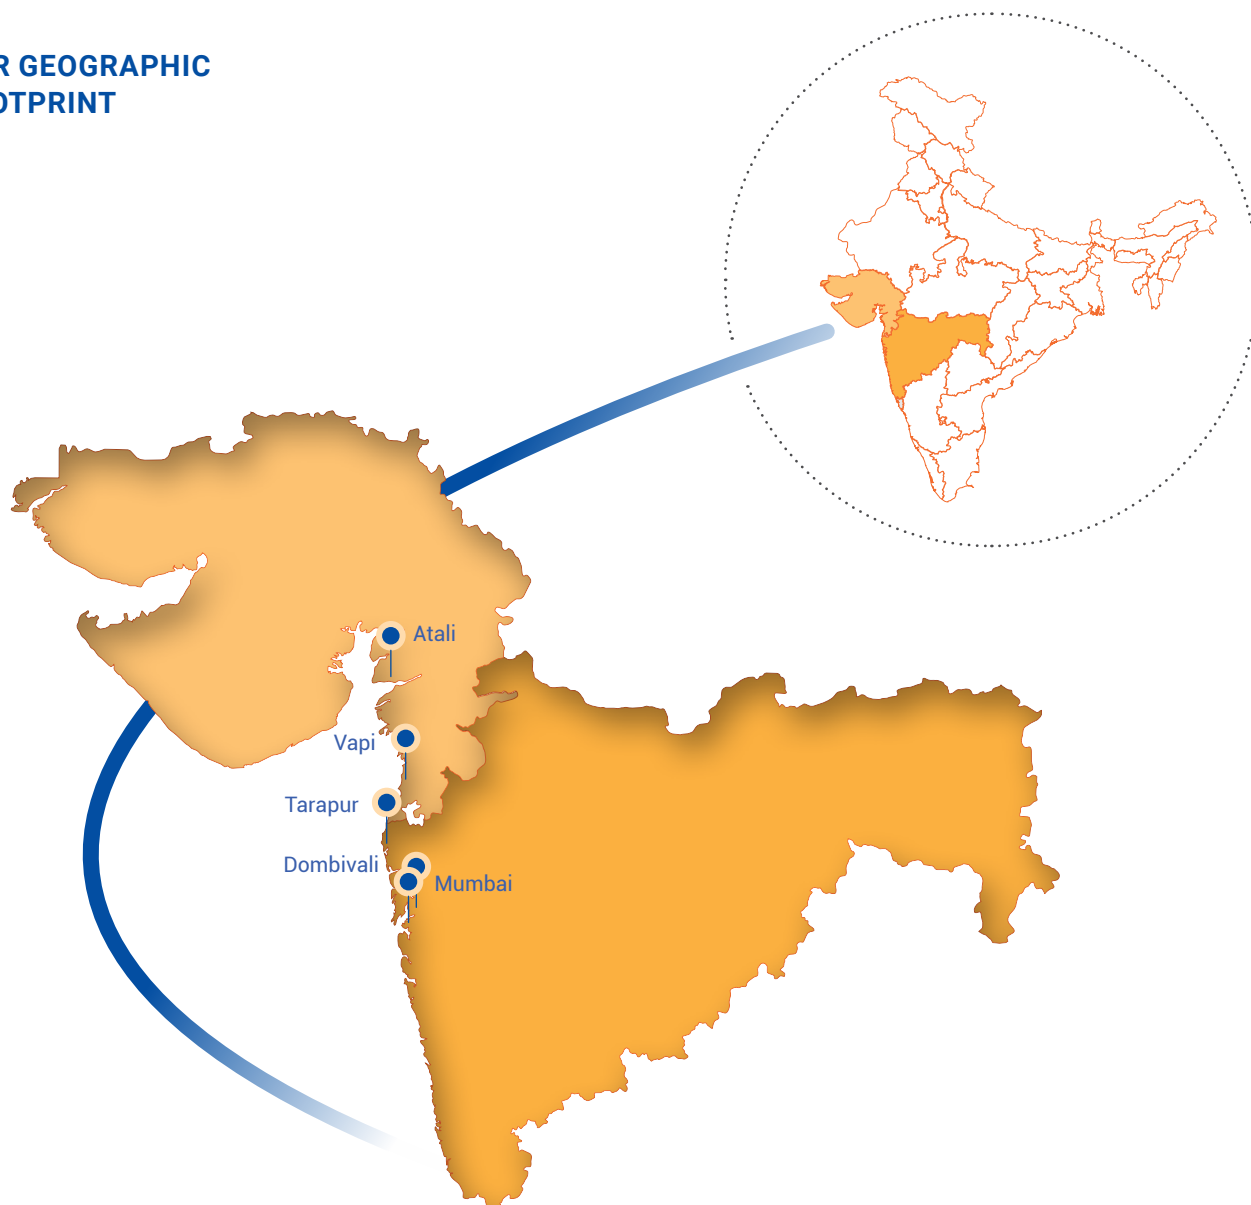 R GEOGRAPHIC
OTPRINT
Atali
Vapi
Tarapur
Dombivali
Mumbai